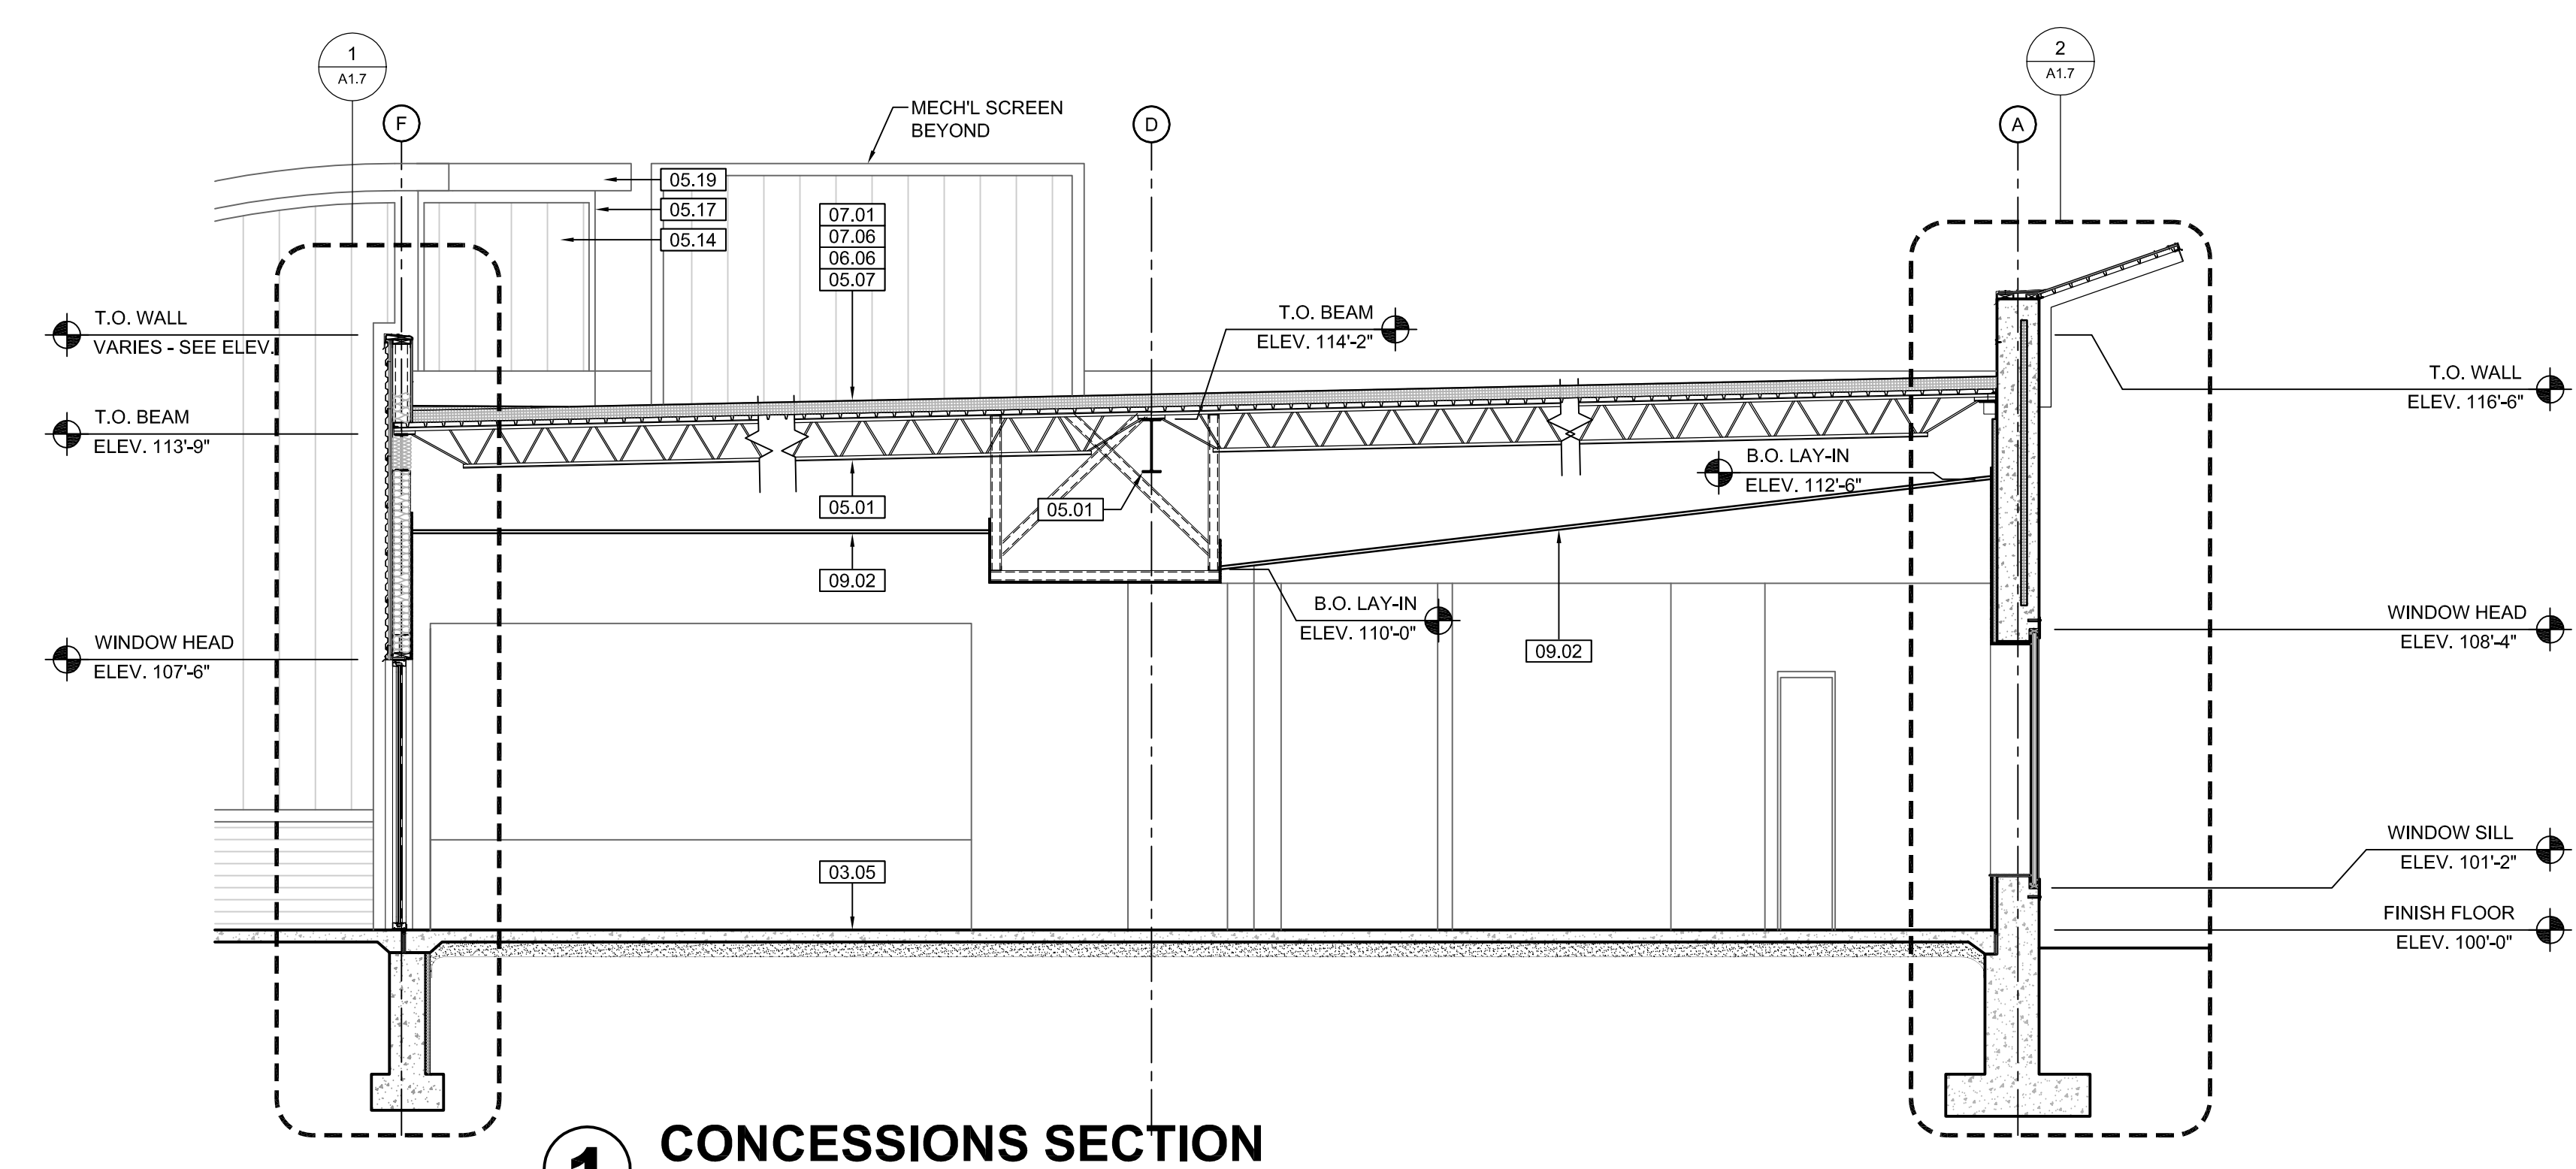 1
A1.7
2
A1.7
F
D
A
MECH'L SCREEN
BEYOND
05.19
05.17
05.14
07.01
07.06
06.06
05.07
T.O. BEAM
ELEV. 114'-2"
T.O. WALL
VARIES - SEE ELEV.
T.O. WALL
ELEV. 116'-6"
T.O. BEAM
ELEV. 113'-9"
B.O. LAY-IN
ELEV. 112'-6"
05.01
05.01
09.02
B.O. LAY-IN
ELEV. 110'-0"
09.02
WINDOW HEAD
ELEV. 107'-6"
WINDOW HEAD
ELEV. 108'-4"
03.05
WINDOW SILL
ELEV. 101'-2"
FINISH FLOOR
ELEV. 100'-0"
1
CONCESSIONS SECTION